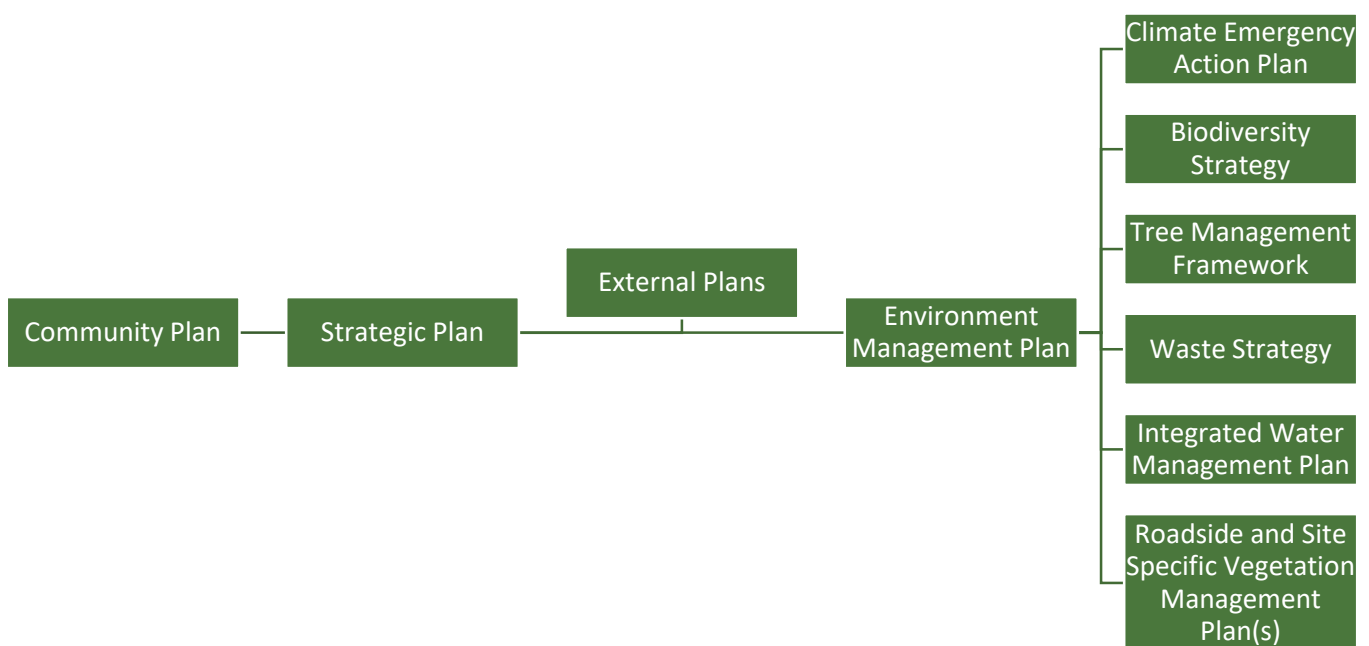 Community Plan
Strategic Plan
External Plans
Environment
Management Plan
Climate Emergency
Action Plan
Biodiversity
Strategy
Tree Management
Framework
Waste Strategy
Integrated Water
Management Plan
Roadside and Site
Specific Vegetation
Management
Plan(s)